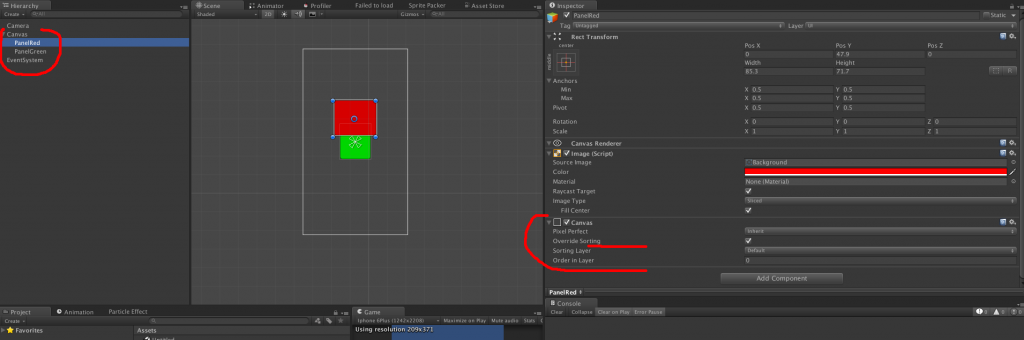 Hierarchy
Create
Camera
Canvas
PanelRed
PanelGreen
EventSystem
Scene Animator Profiler Failed to load Sprite Packer Asset Store
Shaded 2D Gizmos
Inspector
PanelRed Static
Tag Untagged Layer UI
Rect Transform
center
middle
Pos X Pos Y Pos Z
0 47.9 0
Width Height
85.3 71.7 R
Anchors
Min X 0.5 Y 0.5
Max X 0.5 Y 0.5
Pivot X 0.5 Y 0.5
Rotation X 0 Y 0 Z 0
Scale X 1 Y 1 Z 1
Canvas Renderer
Image (Script)
Source Image Background
Color
Material None (Material)
Raycast Target
Image Type Sliced
Fill Center
Canvas
Pixel Perfect Inherit
Override Sorting
Sorting Layer Default
Order in Layer 0
Add Component
PanelRed
Console
Clear Collapse Clear on Play Error Pause
Project Animation Particle Effect
Create
Favorites Assets
Game
Iphone 6Plus (1242x2208) Maximize on Play Mute audio Stats
Using resolution 209x371